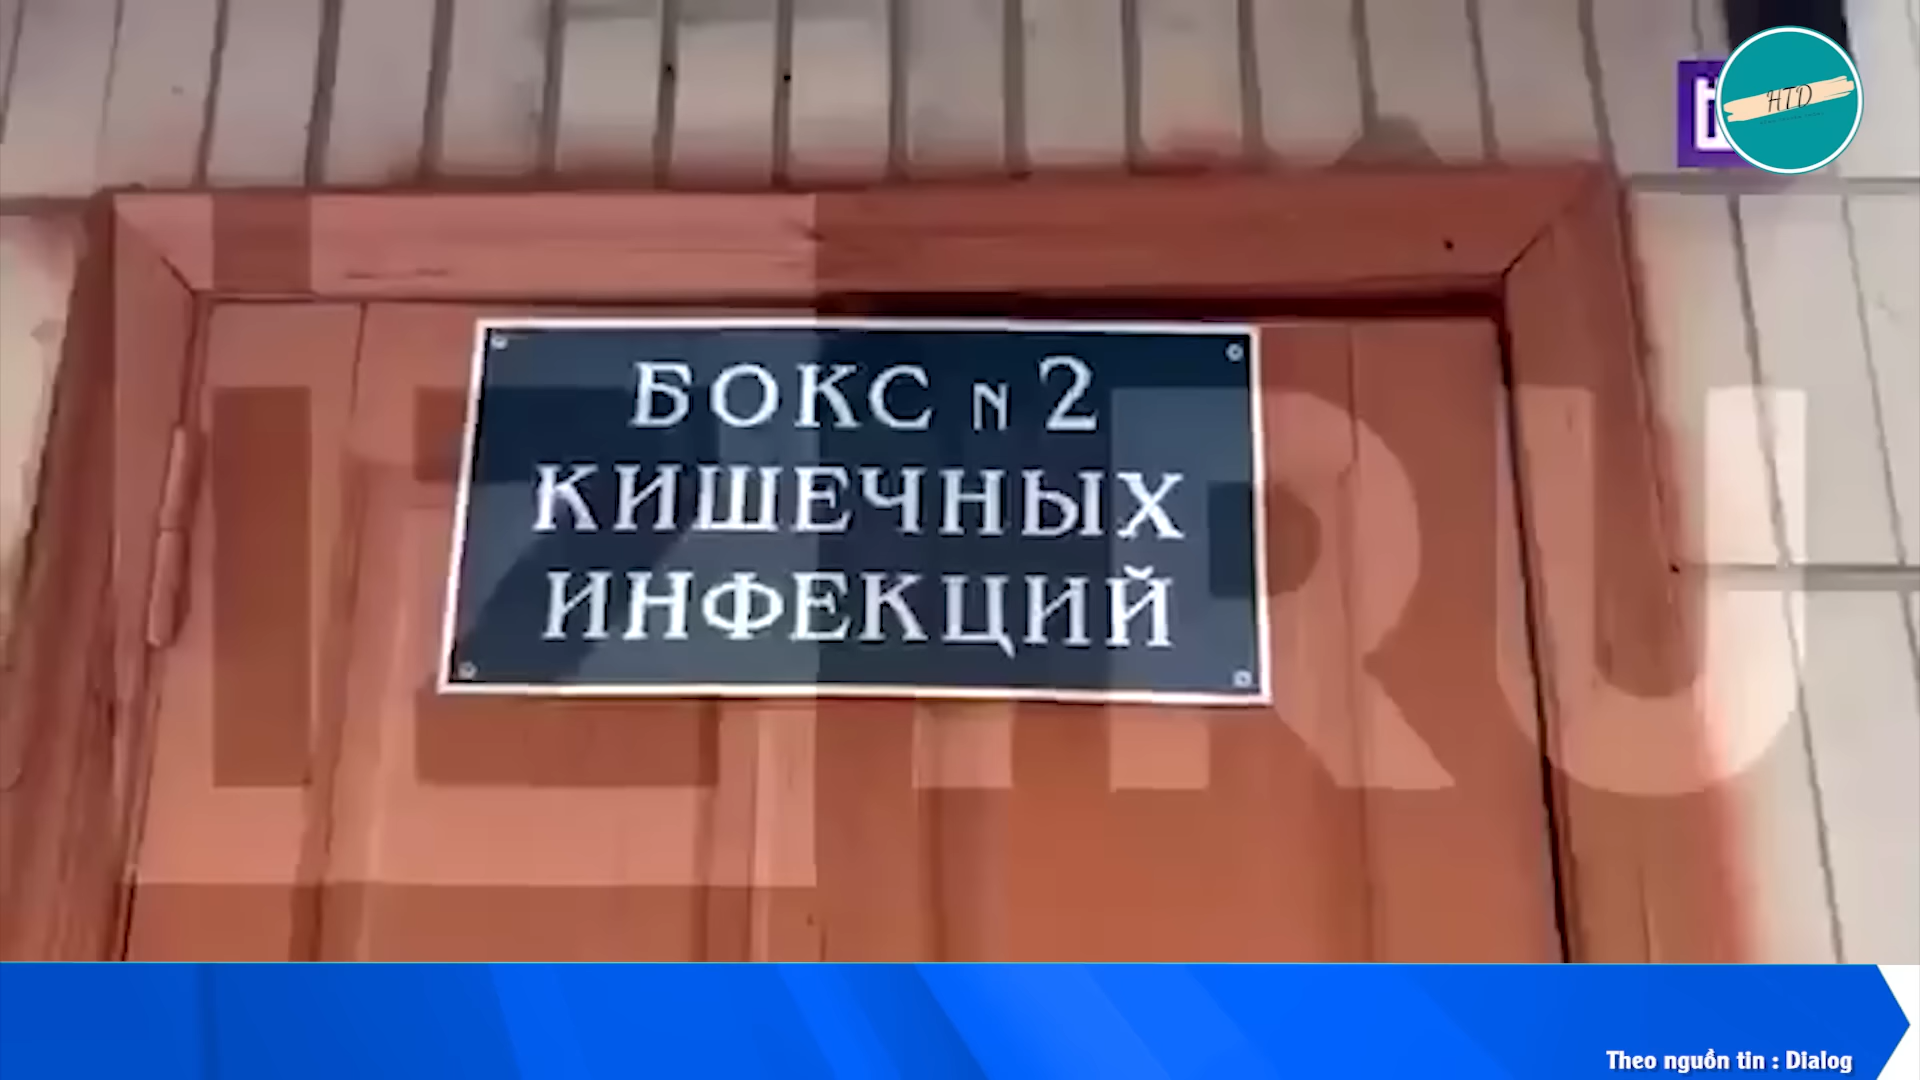 HTD
БОКС N 2
КИШЕЧНЫХ
ИНФЕКЦИЙ
Theo nguồn tin : Dialog